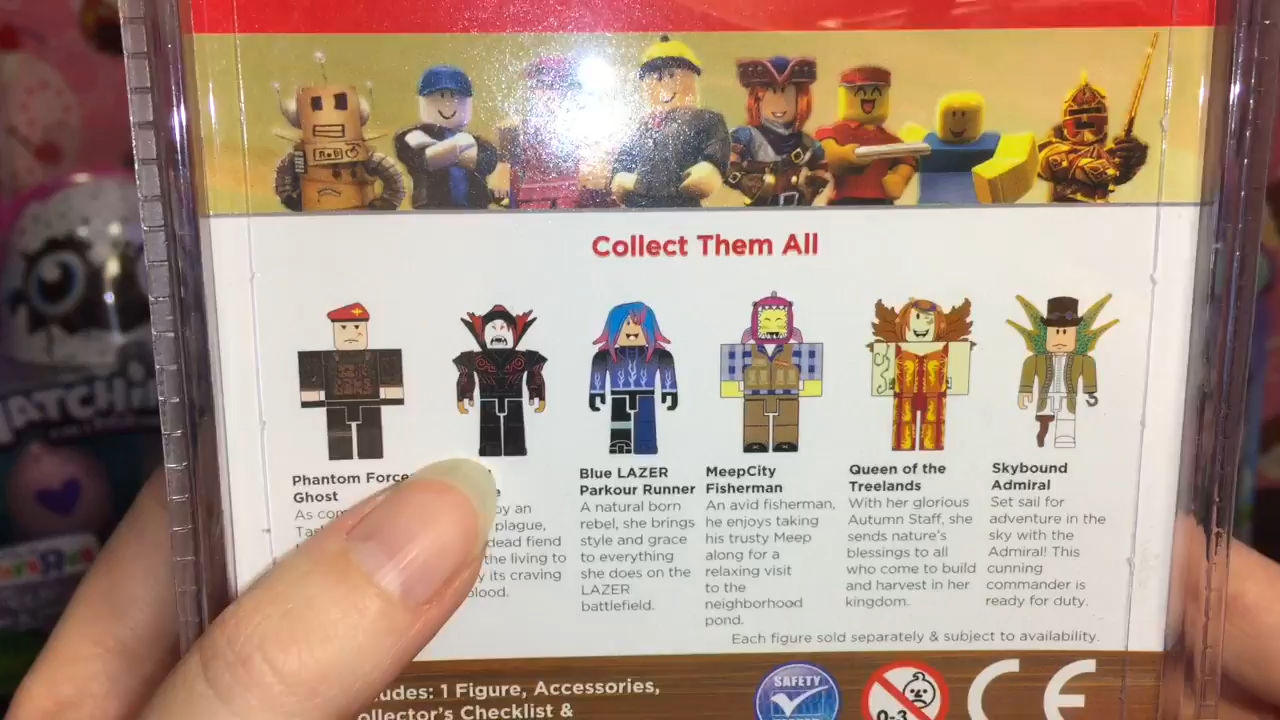 Collect Them All
Phantom Force
Ghost
As
Tas
by an
plague,
dead fiend
the living to
its craving
blood.
Blue LAZER
Parkour Runner
A natural born
rebel, she brings
style and grace
to everything
she does on the
LAZER
battlefield.
MeepCity
Fisherman
An avid fisherman,
he enjoys taking
his trusty Meep
along for a
relaxing visit
to the
neighborhood
pond.
Queen of the
Treelands
With her glorious
Autumn Staff, she
sends nature's
blessings to all
who come to build
and harvest in her
kingdom.
Skybound
Admiral
Set sail for
adventure in the
sky with the
Admiral! This
cunning
commander is
ready for duty.
Each figure sold separately & subject to availability.
udes: 1 Figure, Accessories,
ollector's Checklist &
SAFETY
0-3
CE
HATCHI